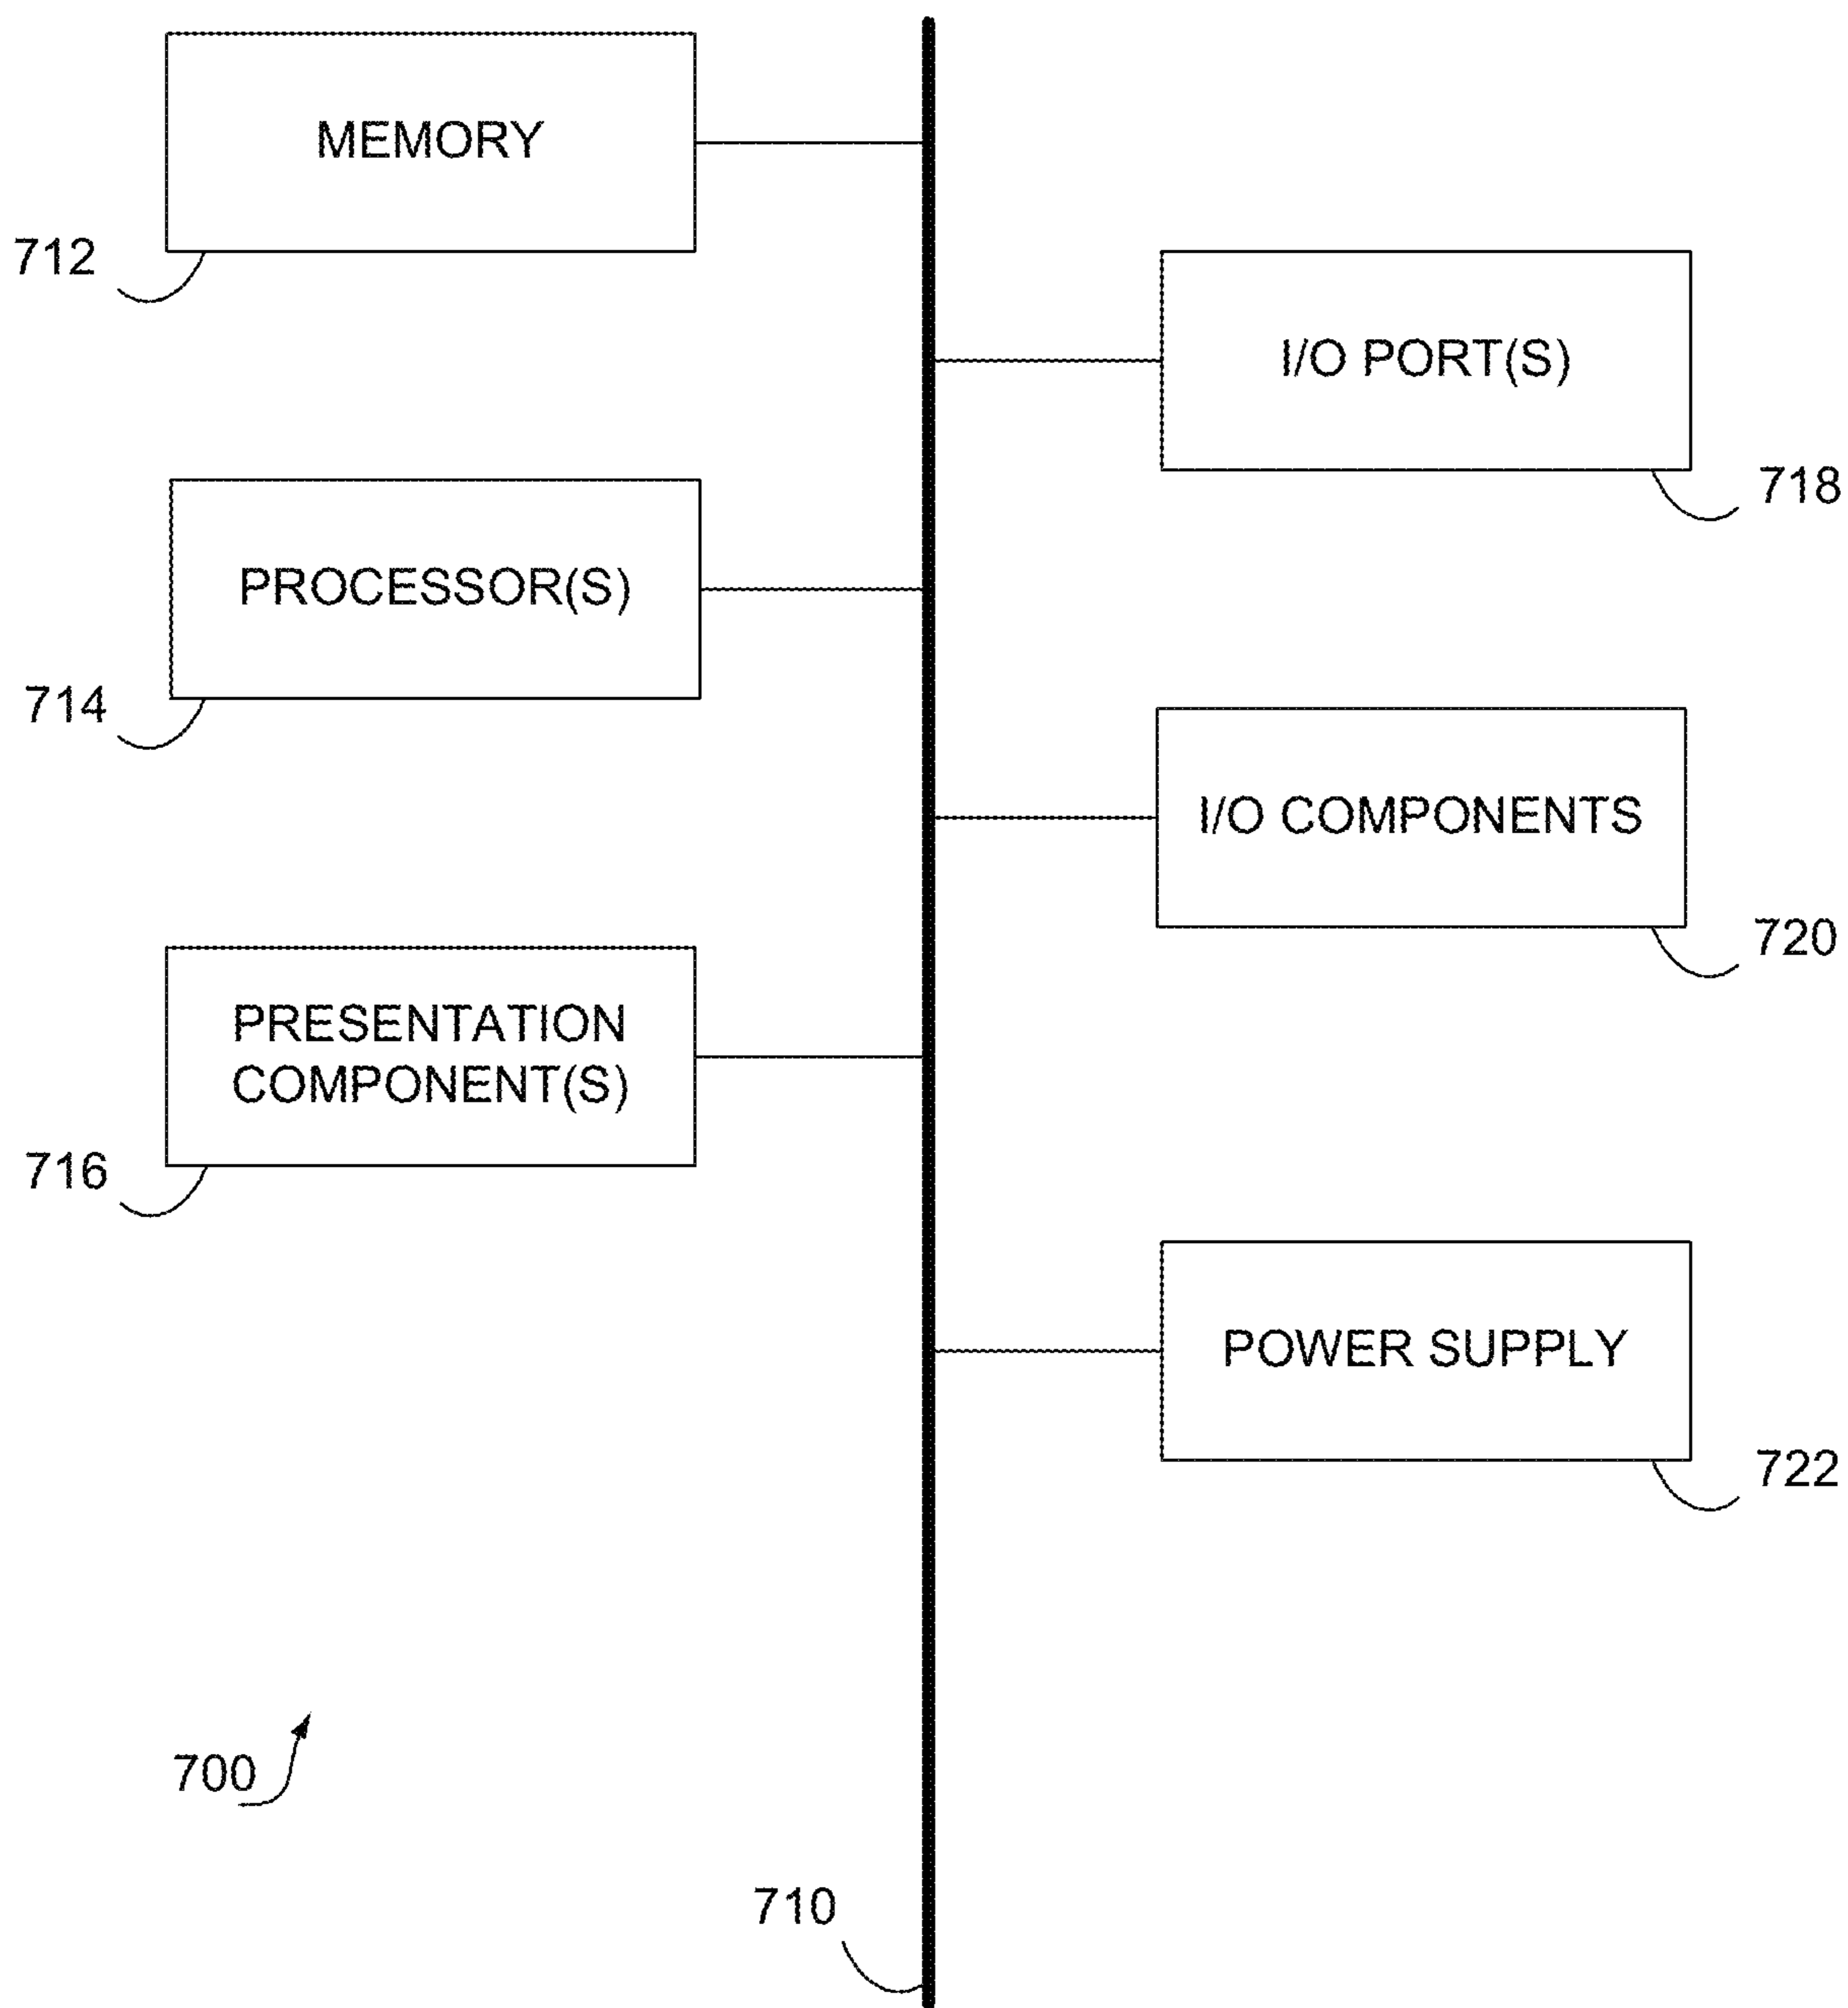 MEMORY
712
I/O PORT(S)
718
PROCESSOR(S)
714
I/O COMPONENTS
720
PRESENTATION
COMPONENT(S)
716
POWER SUPPLY
722
700
710